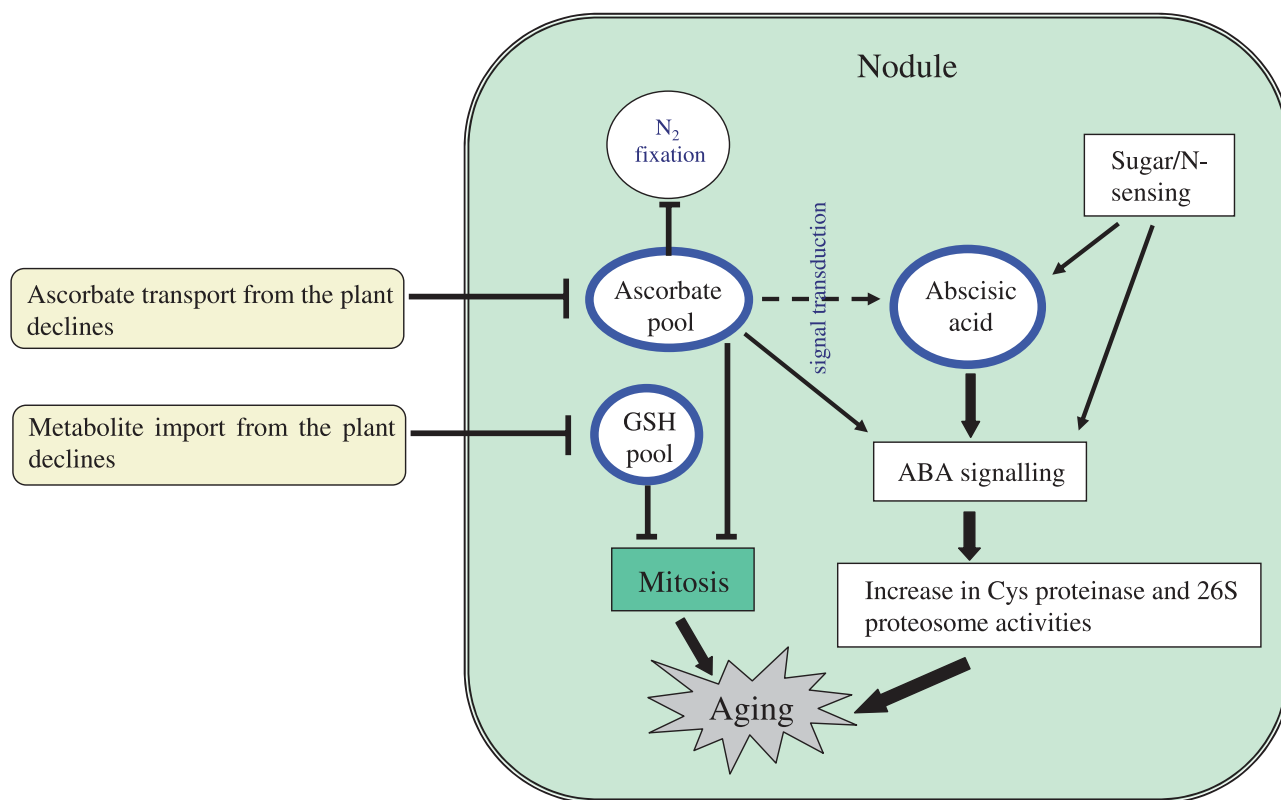 Nodule
N₂
fixation
Sugar/N-
sensing
signal transduction
Ascorbate transport from the plant
declines
Ascorbate
pool
Abscisic
acid
Metabolite import from the plant
declines
GSH
pool
ABA signalling
Mitosis
Increase in Cys proteinase and 26S
proteosome activities
Aging